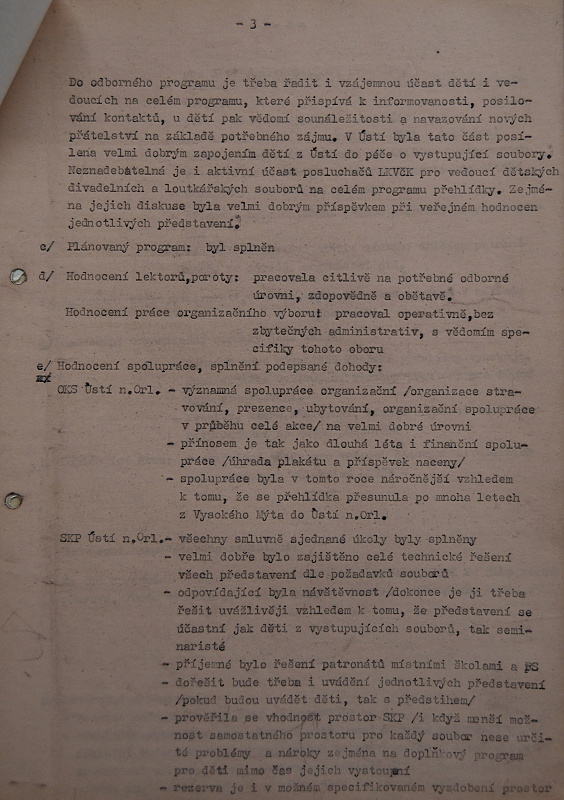 - 3 -
Do odborného programu je třeba řadit i vzájemnou účast dětí i ve-
doucích na celém programu, které přispívá k informovanosti, posilo-
vání kontaktů, u dětí pak vědomí sounáležitosti a navazování nových
přátelství na základě potřebného zájmu. V Ústí byla tato část posí-
lena velmi dobrým zapojením dětí z Ústí do péče o vystupující soubory.
Nezanedbatelná je i aktivní účast posluchačů LKVČK pro vedoucí dětských
divadelních a loutkářských souborů na celém programu přehlídky. Zejmé-
na jejich diskuse byla velmi dobrým příspěvkem při veřejném hodnocen
jednotlivých představení.
c/ Plánovaný program: byl splněn
d/ Hodnocení lektorů,poroty: pracovala citlivě na potřebné odborné
úrovni, zdopovědně a obětavě.
Hodnocení práce organizačního výboru: pracoval operativně,bez
zbytečných administrativ, s vědomím spe-
cifiky tohoto oboru
e/ Hodnocení spolupráce, splnění podepsané dohody:
OKS Ústí n.Orl. - významná spolupráce organizační /organizace stra-
vování, prezence, ubytování, organizační spolupráce
v průběhu celé akce/ na velmi dobré úrovni
- přínosem je tak jako dlouhá léta i finanční spolu-
práce /úhrada plakátu a příspěvek naceny/
- spolupráce byla v tomto roce náročnější vzhledem
k tomu, že se přehlídka přesunula po mnoha letech
z Vysokého Mýta do Ústí n.Orl.
SKP Ústí n.Orl.- všechny smluvně sjednané úkoly byly splněny
- velmi dobře bylo zsjištěno celé technické řešení
všech představení dle požadavků souborů
- odpovídající byla návštěvnost /dokonce je ji třeba
řešit uvážlivěji vzhledem k tomu, že představení se
účastní jak děti z vystupujících souborů, tak semi-
naristé
- příjemné bylo řešení patronátů místními školami a PS
- dořešit bude třeba i uvádění jednotlivých představení
/pokud budou uvádět děti, tak s předstihem/
- prověřila se vhodnost prostor SKP /i když menší mož-
nost samostatného prostoru pro každý soubor nese urči-
té problémy a nároky zejména na doplňkový program
pro děti mimo čas jejich vystoupní
- rezerva je i v možném specifikovaném vyzdobení prostor